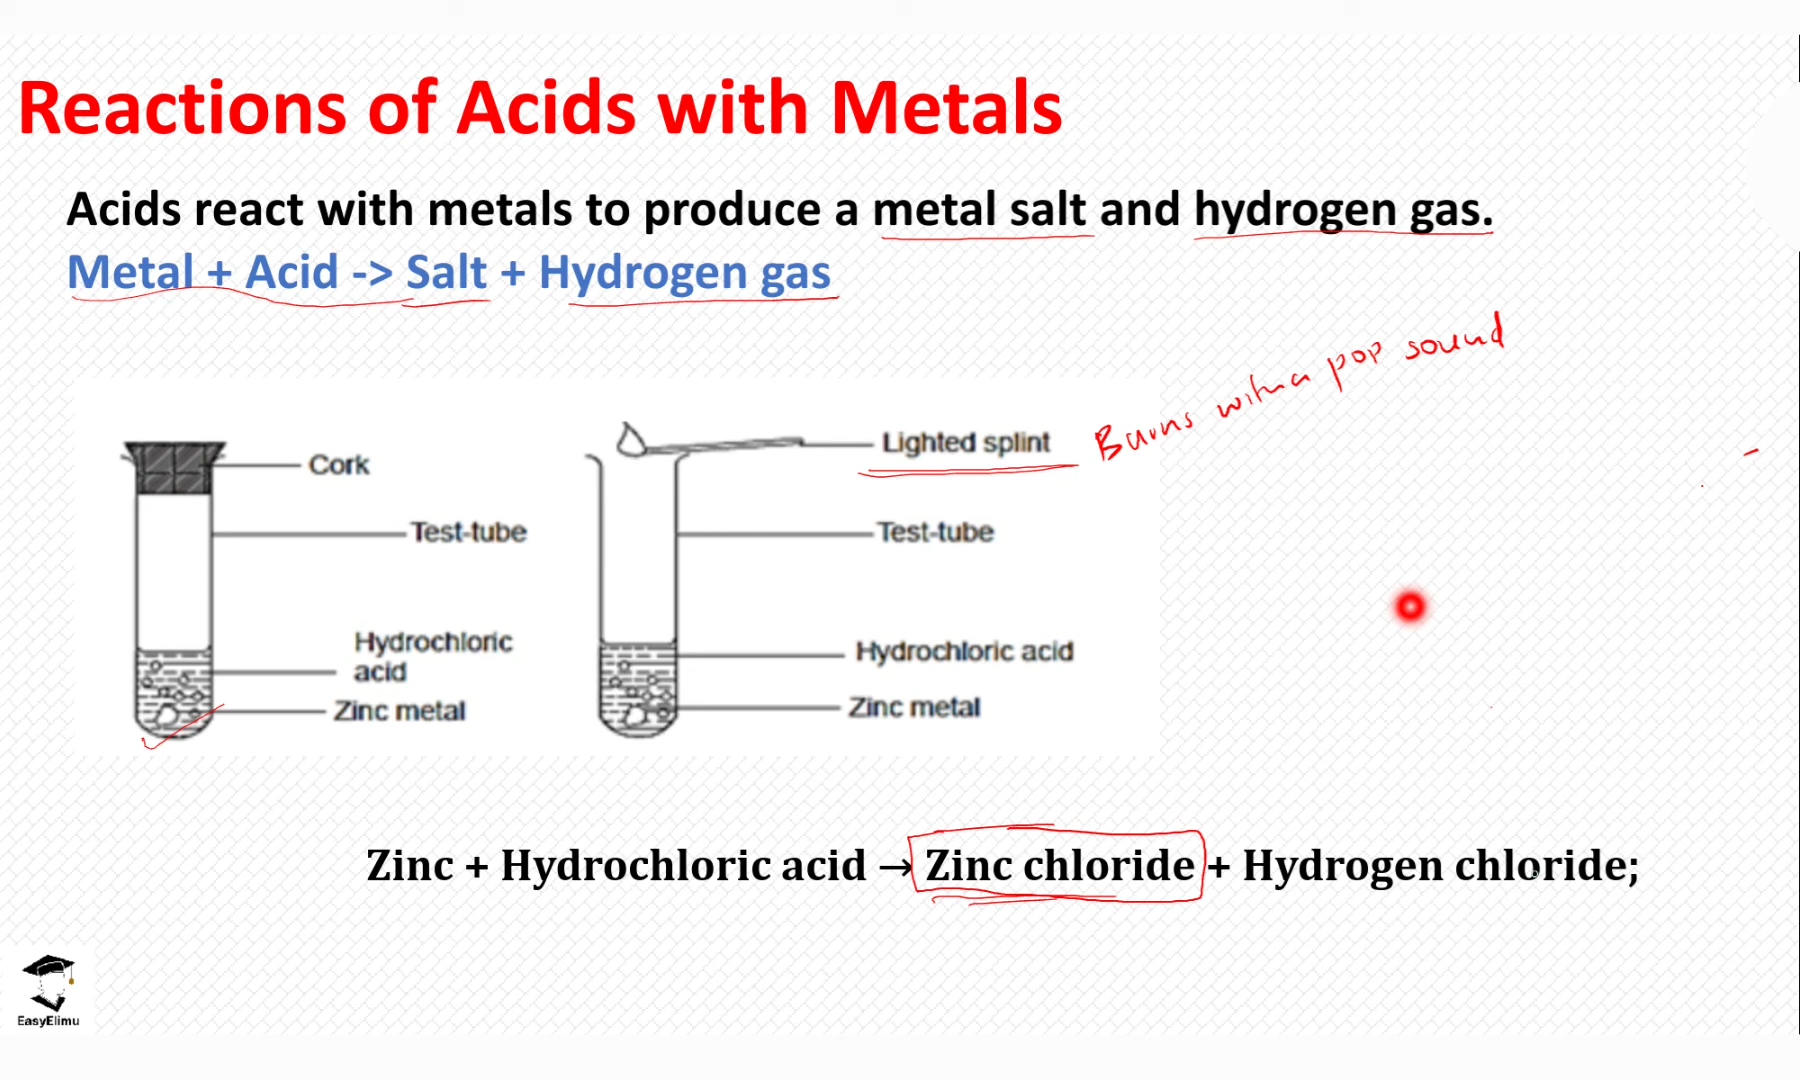 Reactions of Acids with Metals
Acids react with metals to produce a metal salt and hydrogen gas.
Metal + Acid -> Salt + Hydrogen gas
Burns with a pop sound
Cork
Test-tube
Hydrochloric
acid
Zinc metal
Lighted splint
Test-tube
Hydrochloric acid
Zinc metal
Zinc + Hydrochloric acid → Zinc chloride + Hydrogen chloride;
EasyElimu